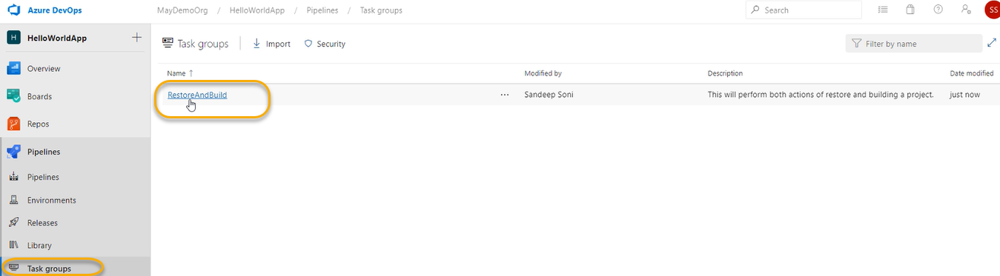 Azure DevOps MayDemoOrg / HelloWorldApp / Pipelines / Task groups Search SS
H HelloWorldApp
Task groups Import Security Filter by name
Overview
Name ↑ Modified by Description Date modified
Boards
RestoreAndBuild ... Sandeep Soni This will perform both actions of restore and building a project. just now
Repos
Pipelines
Pipelines
Environments
Releases
Library
Task groups